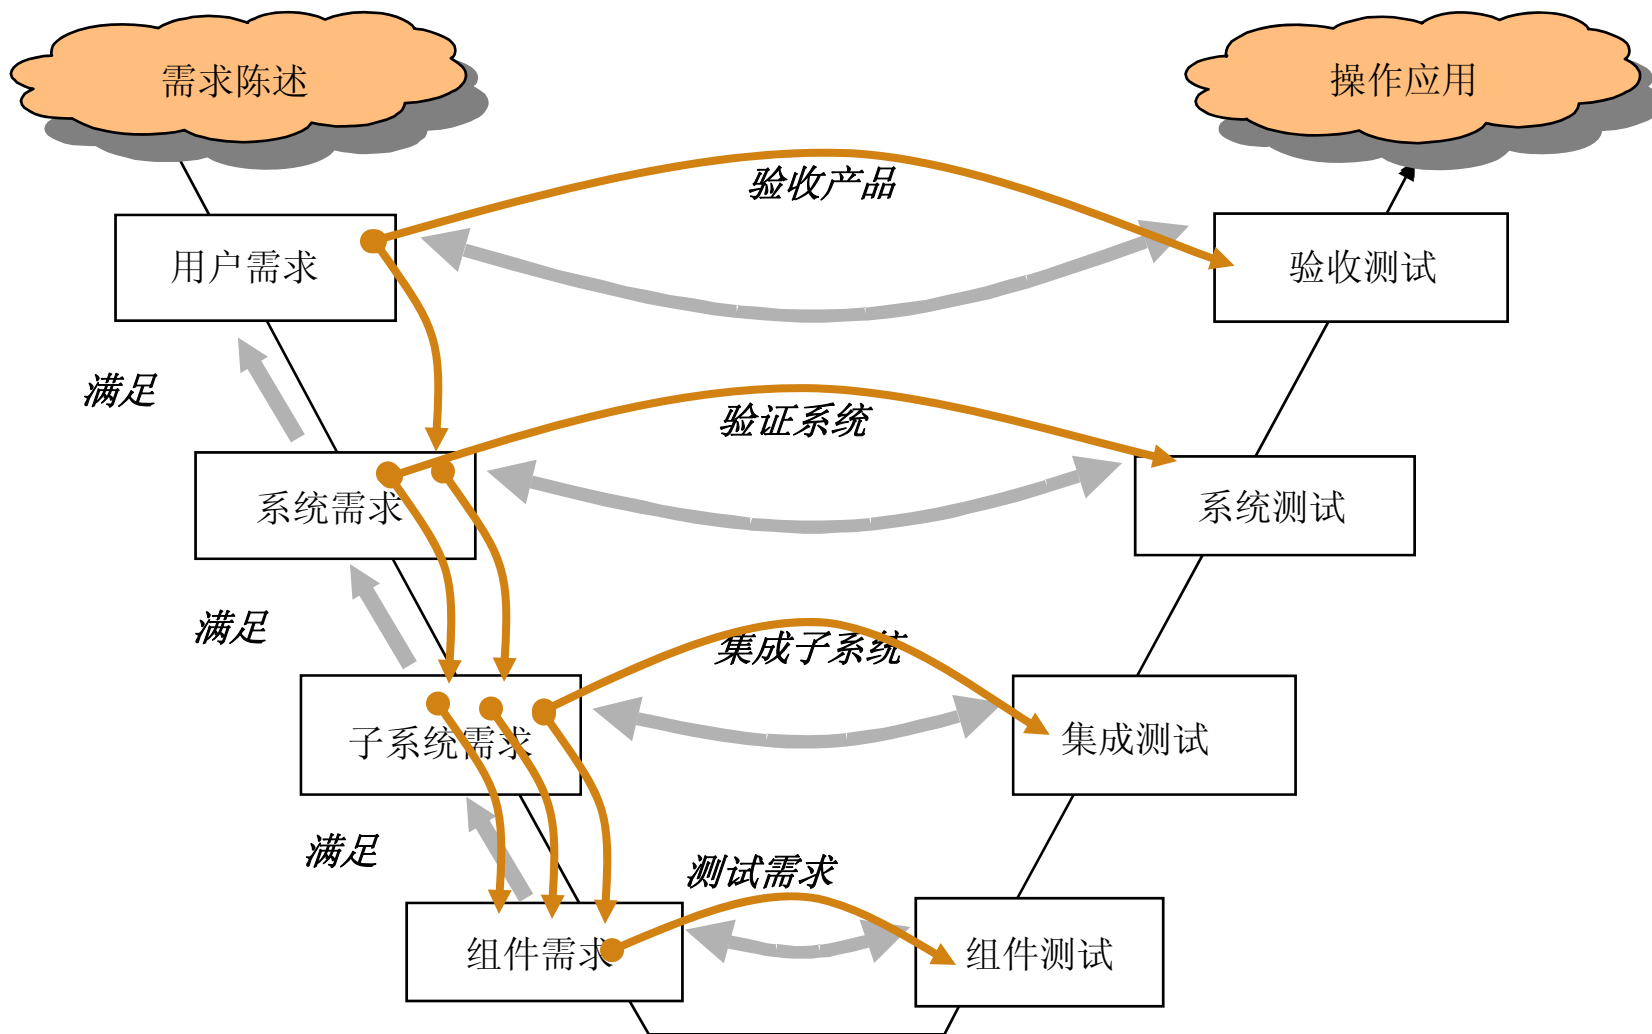 需求陈述
操作应用
验收产品
用户需求
验收测试
满足
验证系统
系统需求
系统测试
满足
集成子系统
子系统需求
集成测试
满足
测试需求
组件需求
组件测试